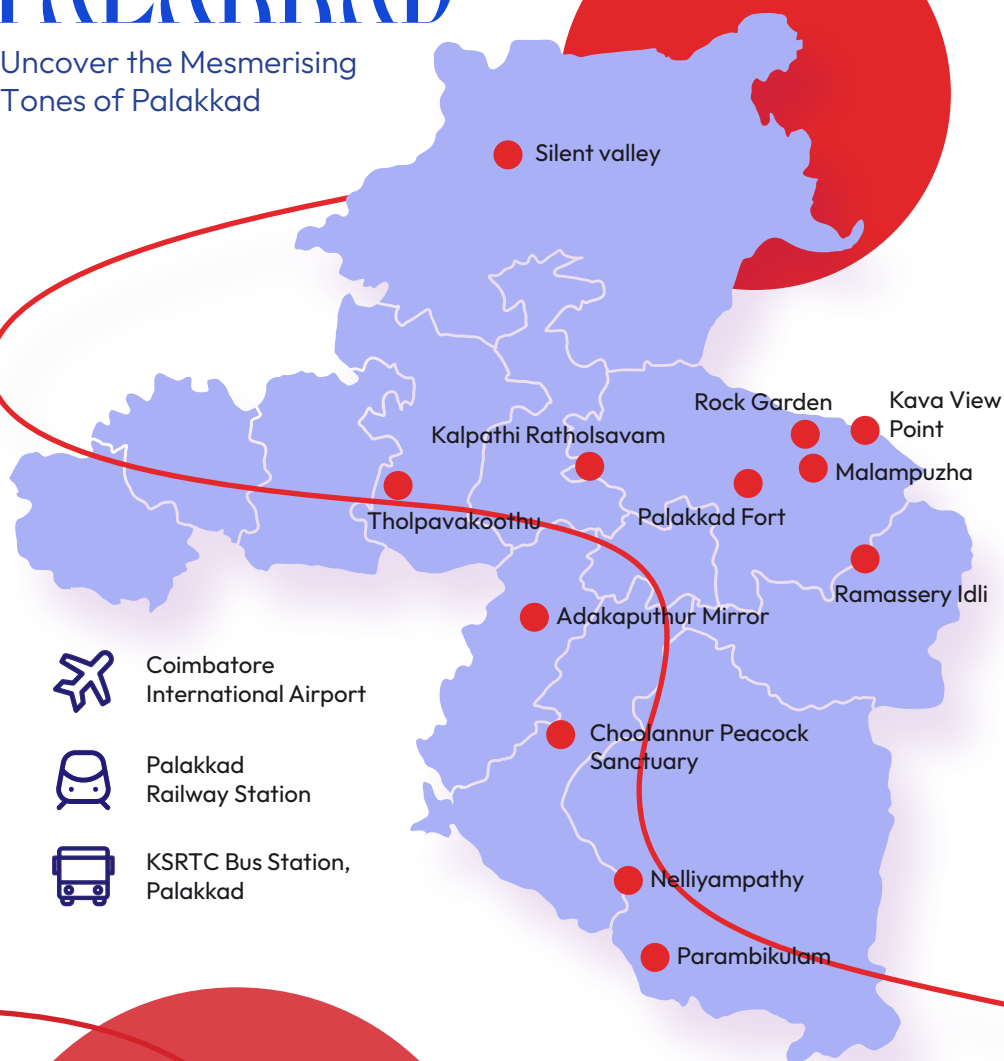 PALAKKAD
Uncover the Mesmerising
Tones of Palakkad
Silent valley
Rock Garden
Kava View
Point
Kalpathi Ratholsavam
Malampuzha
Tholpavakoothu
Palakkad Fort
Ramassery Idli
Adakaputhur Mirror
Coimbatore
International Airport
Choolannur Peacock
Sanctuary
Palakkad
Railway Station
KSRTC Bus Station,
Palakkad
Nelliyampathy
Parambikulam